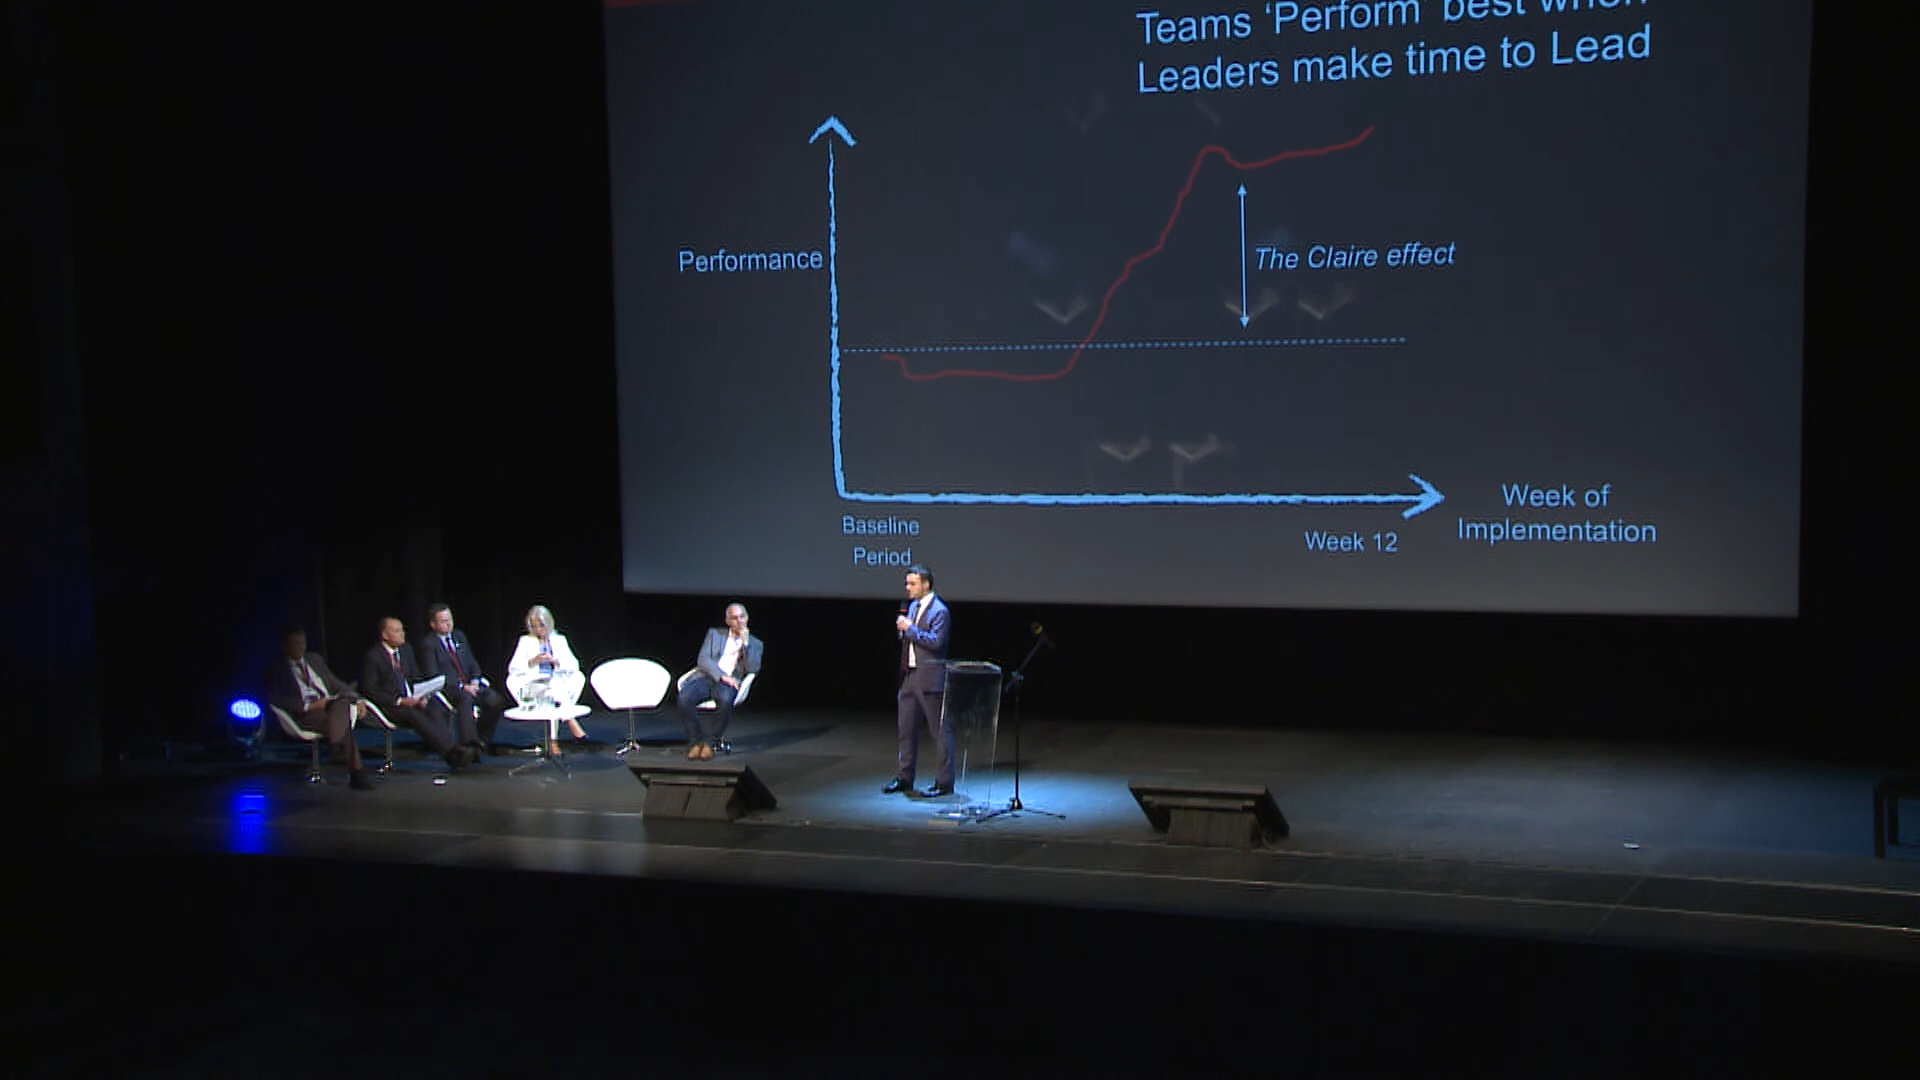 Teams ‘Perform’ best when
Leaders make time to Lead
Performance
The Claire effect
Baseline
Period
Week 12
Week of
Implementation